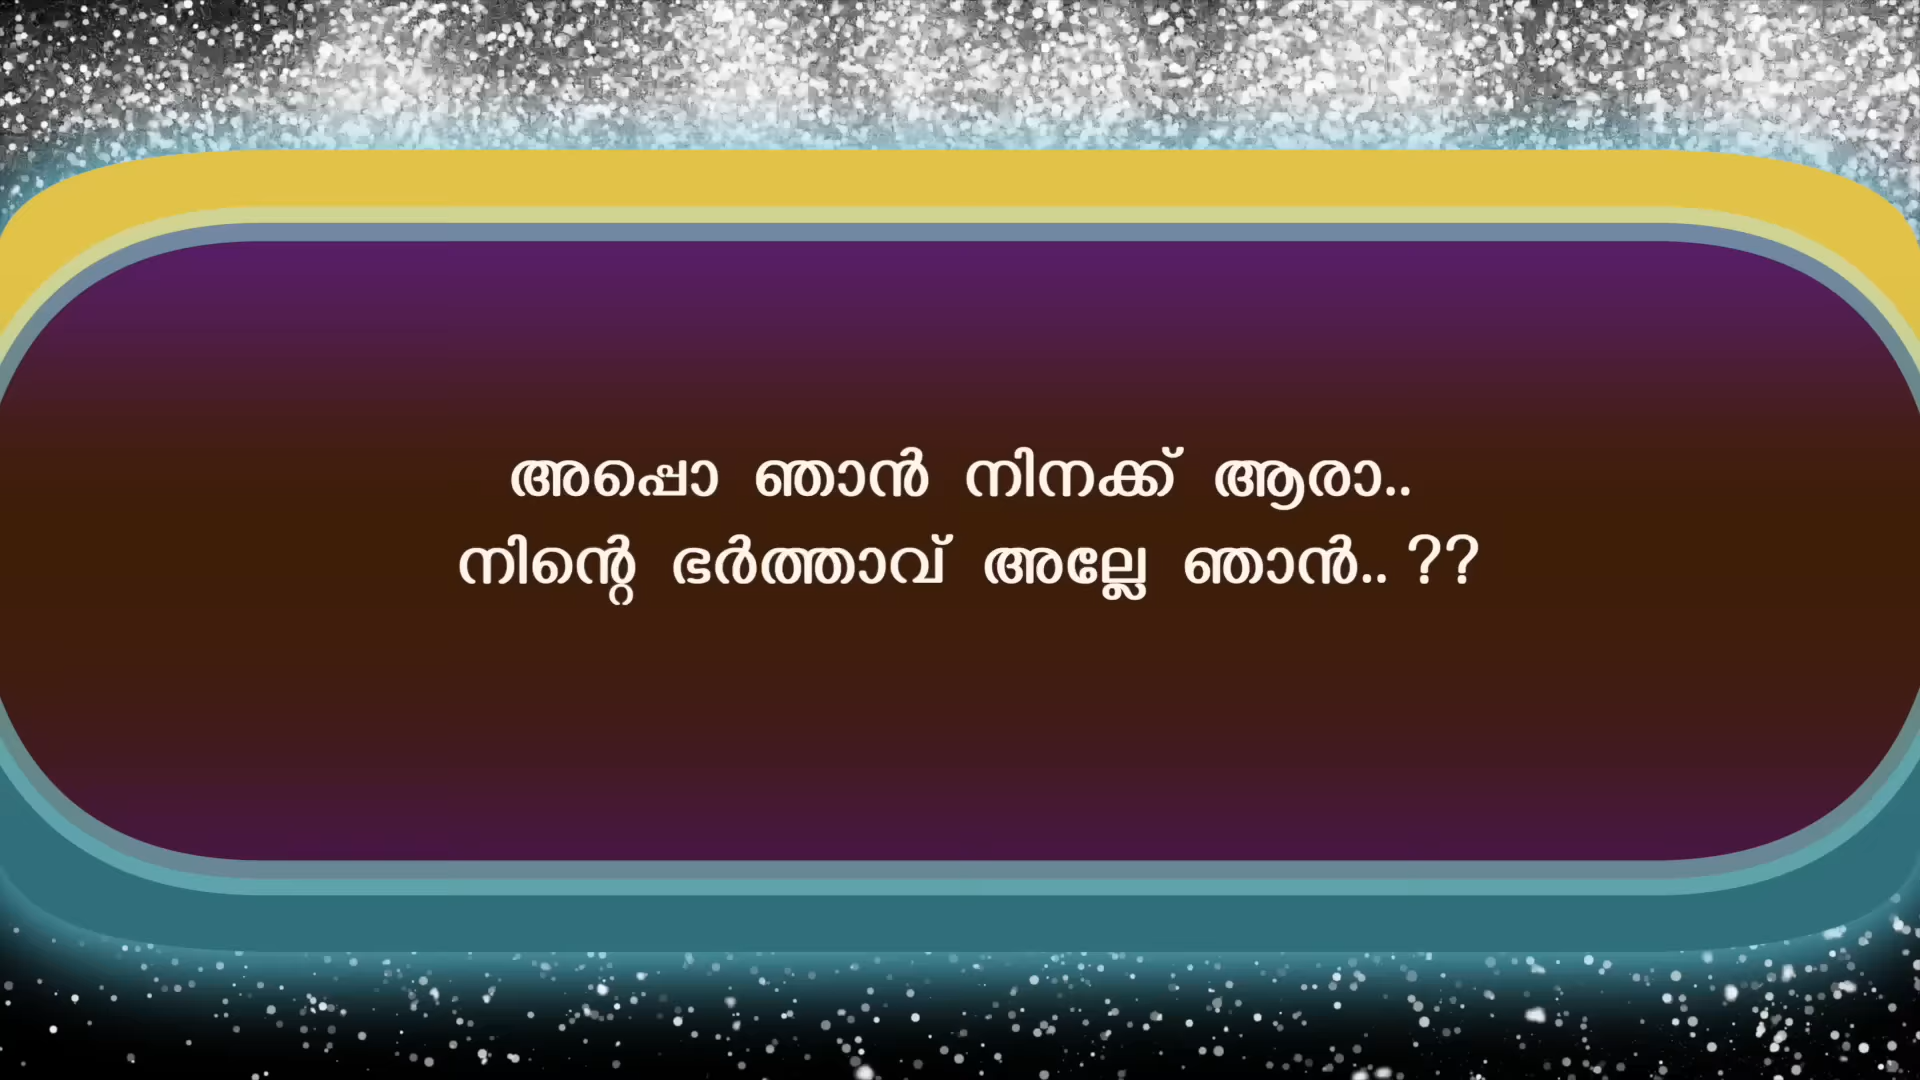 അപ്പൊ ഞാൻ നിനക്ക് ആരാ..
നിന്റെ ഭർത്താവ് അല്ലേ ഞാൻ.. ??